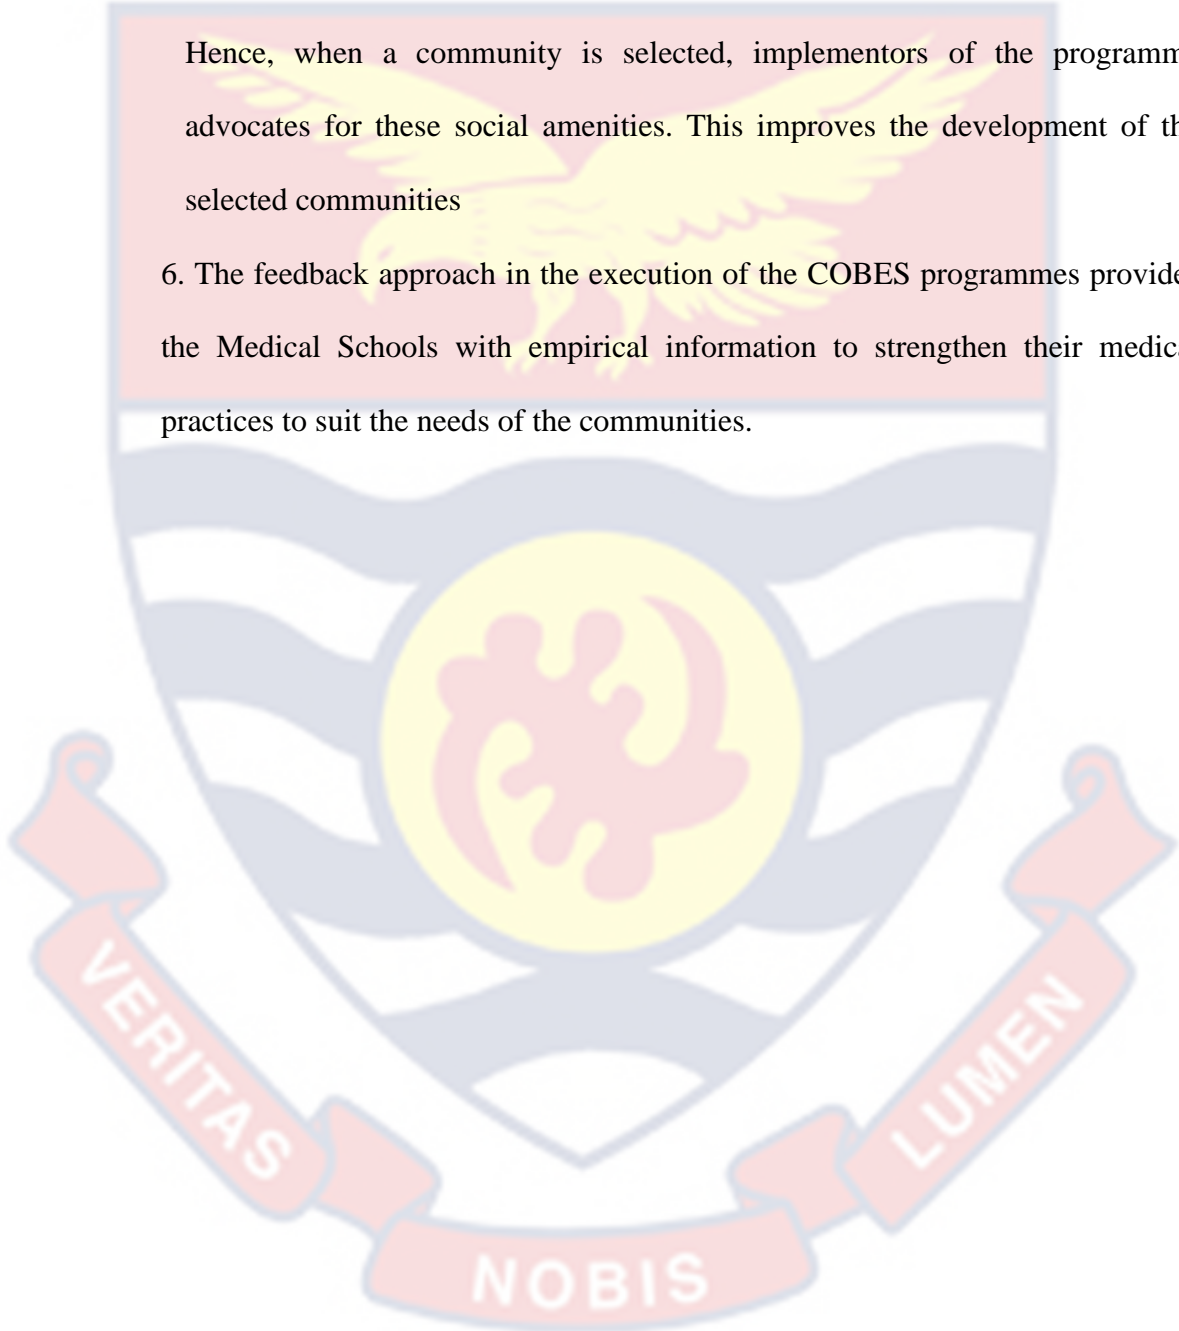 Hence, when a community is selected, implementors of the programm
advocates for these social amenities. This improves the development of th
selected communities
6. The feedback approach in the execution of the COBES programmes provide
the Medical Schools with empirical information to strengthen their medica
practices to suit the needs of the communities.
VERITAS
NOBIS
LUMEN